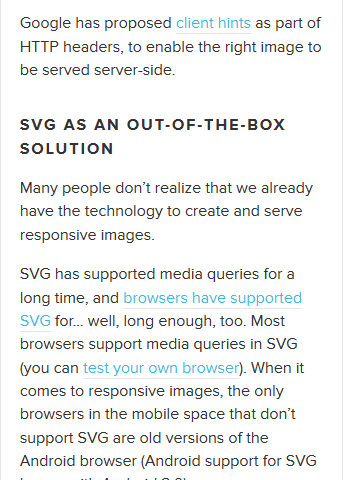 Google has proposed client hints as part of
HTTP headers, to enable the right image to
be served server-side.
SVG AS AN OUT-OF-THE-BOX
SOLUTION
Many people don’t realize that we already
have the technology to create and serve
responsive images.
SVG has supported media queries for a
long time, and browsers have supported
SVG for… well, long enough, too. Most
browsers support media queries in SVG
(you can test your own browser). When it
comes to responsive images, the only
browsers in the mobile space that don’t
support SVG are old versions of the
Android browser (Android support for SVG